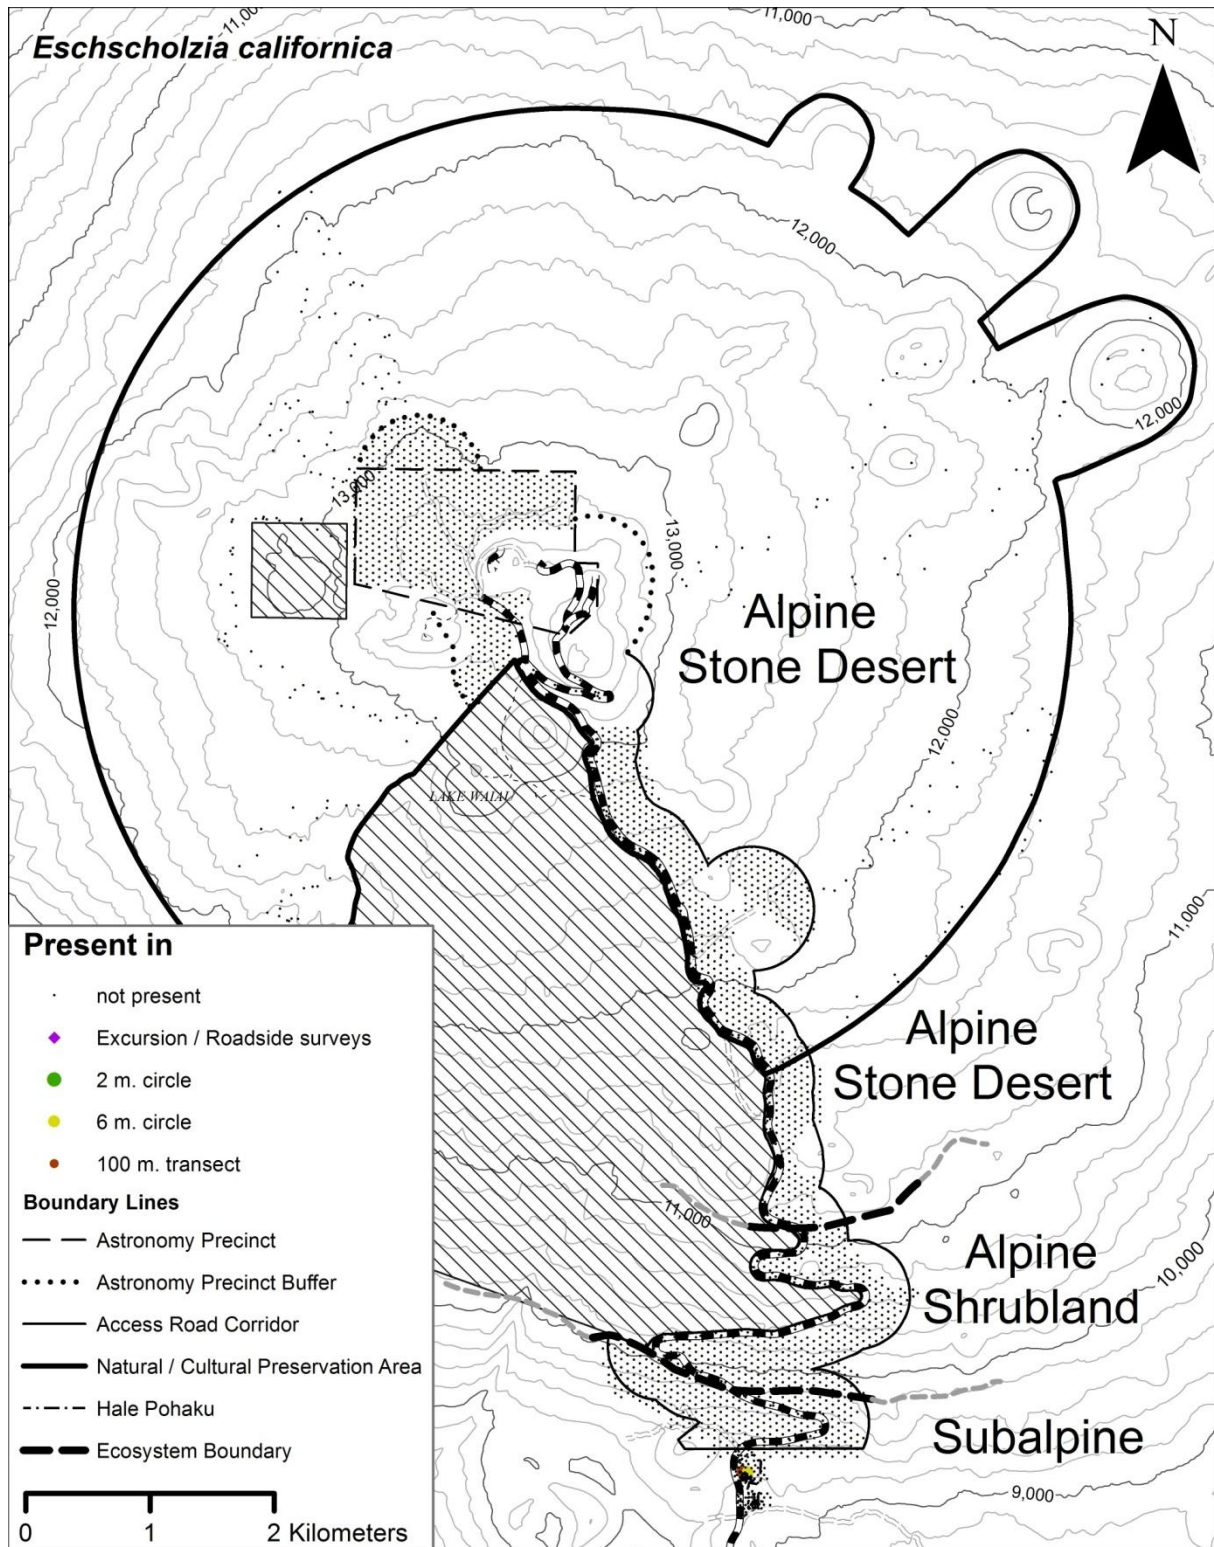 Eschscholzia californica
N
11,000
11,000
12,000
12,000
13,000
13,000
12,000
Alpine
Stone Desert
12,000
LAKE WAIAU
11,000
Present in
not present
Excursion / Roadside surveys
2 m. circle
6 m. circle
100 m. transect
Boundary Lines
Astronomy Precinct
Astronomy Precinct Buffer
Access Road Corridor
Natural / Cultural Preservation Area
Hale Pohaku
Ecosystem Boundary
0 1 2 Kilometers
Alpine
Stone Desert
11,000
Alpine
Shrubland
10,000
Subalpine
9,000